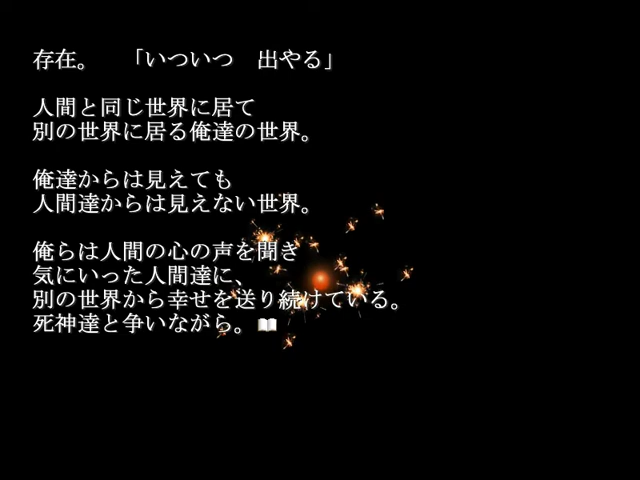 存在。　「いついつ　出やる」
人間と同じ世界に居て
別の世界に居る俺達の世界。
俺達からは見えても
人間達からは見えない世界。
俺らは人間の心の声を聞き
気にいった人間達に、
別の世界から幸せを送り続けている。
死神達と争いながら。